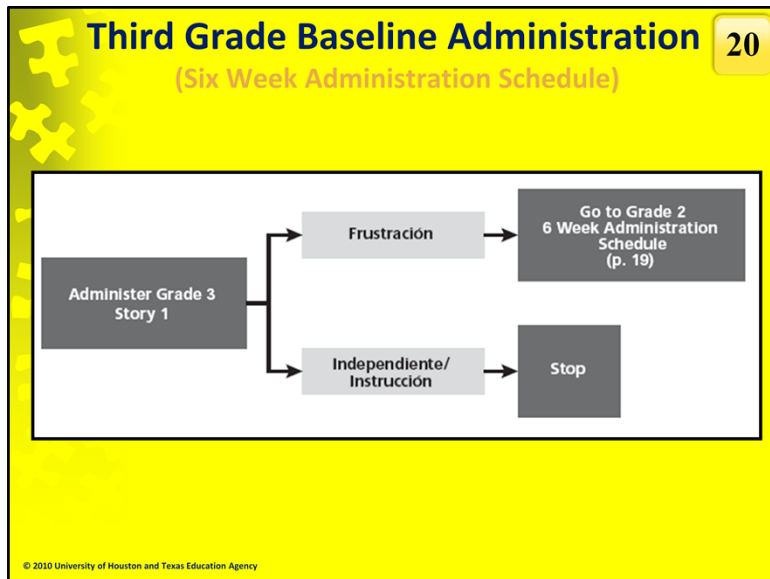 Third Grade Baseline Administration
20
(Six Week Administration Schedule)
Administer Grade 3
Story 1
Frustración
Go to Grade 2
6 Week Administration
Schedule
(p. 19)
Independiente/
Instrucción
Stop
© 2010 University of Houston and Texas Education Agency